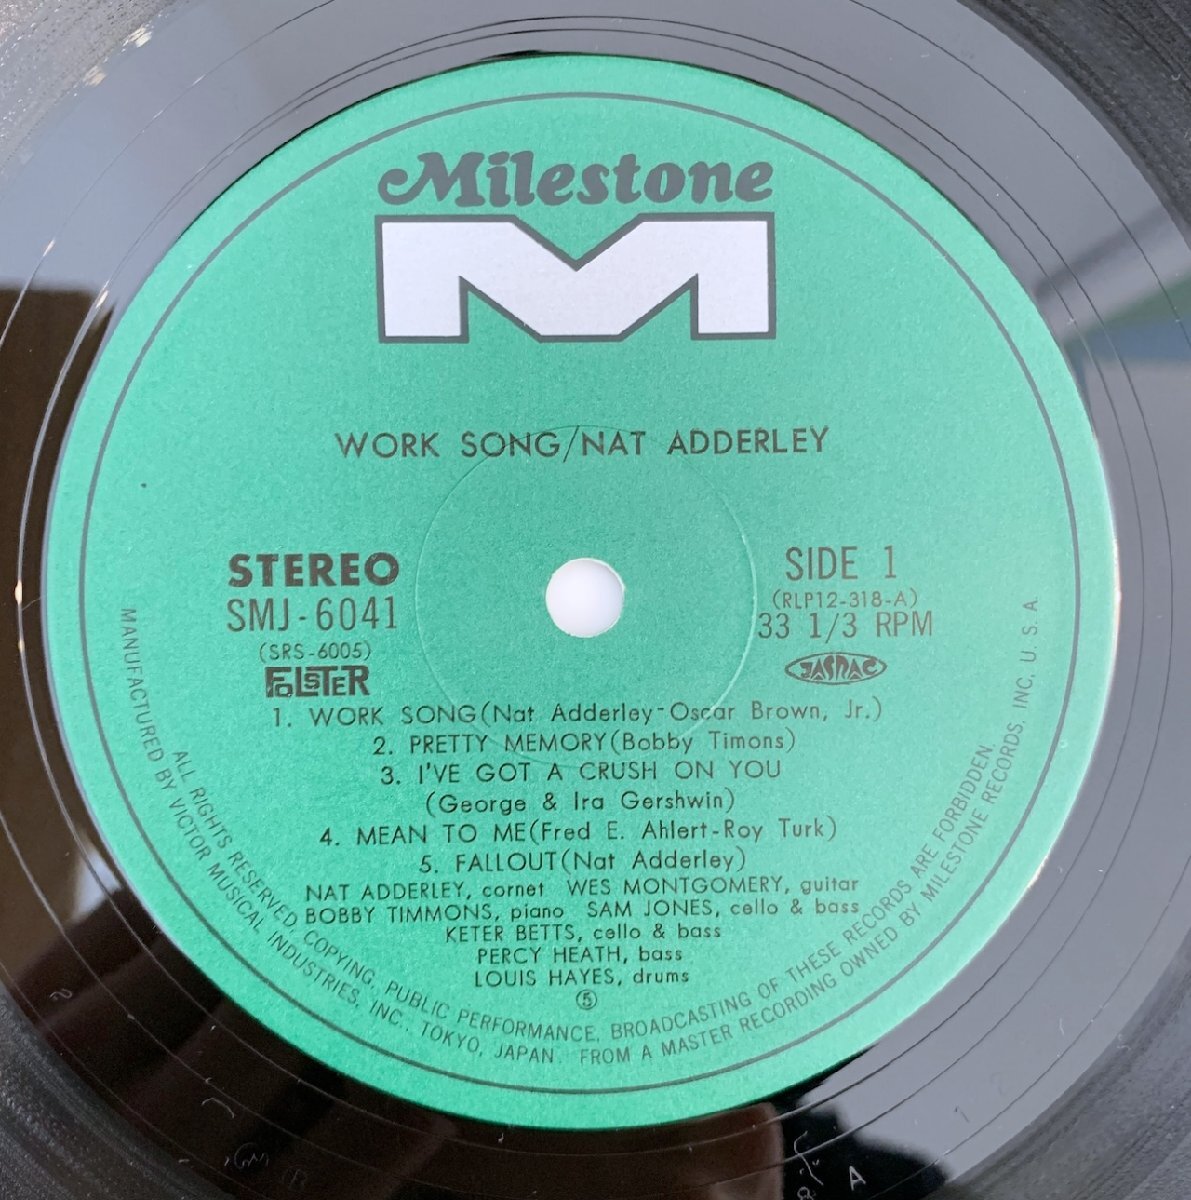 Milestone
M
WORK SONG/NAT ADDERLEY
STEREO
SMJ-6041
(SRS-6005)
FOLSTER
SIDE 1
(RLP12-318-A)
33 1/3 RPM
JASRAC
1. WORK SONG(Nat Adderley-Oscar Brown, Jr.)
2. PRETTY MEMORY(Bobby Timons)
3. I'VE GOT A CRUSH ON YOU
(George & Ira Gershwin)
4. MEAN TO ME(Fred E. Ahlert-Roy Turk)
5. FALLOUT(Nat Adderley)
NAT ADDERLEY, cornet WES MONTGOMERY, guitar
BOBBY TIMMONS, piano SAM JONES, cello & bass
KETER BETTS, cello & bass
PERCY HEATH, bass
LOUIS HAYES, drums
⑤
ALL RIGHTS RESERVED. COPYING, PUBLIC PERFORMANCE, BROADCASTING OF THESE RECORDS ARE FORBIDDEN.
MANUFACTURED BY VICTOR MUSICAL INDUSTRIES, INC., TOKYO, JAPAN. FROM A MASTER RECORDING OWNED BY MILESTONE RECORDS, INC, U. S. A.